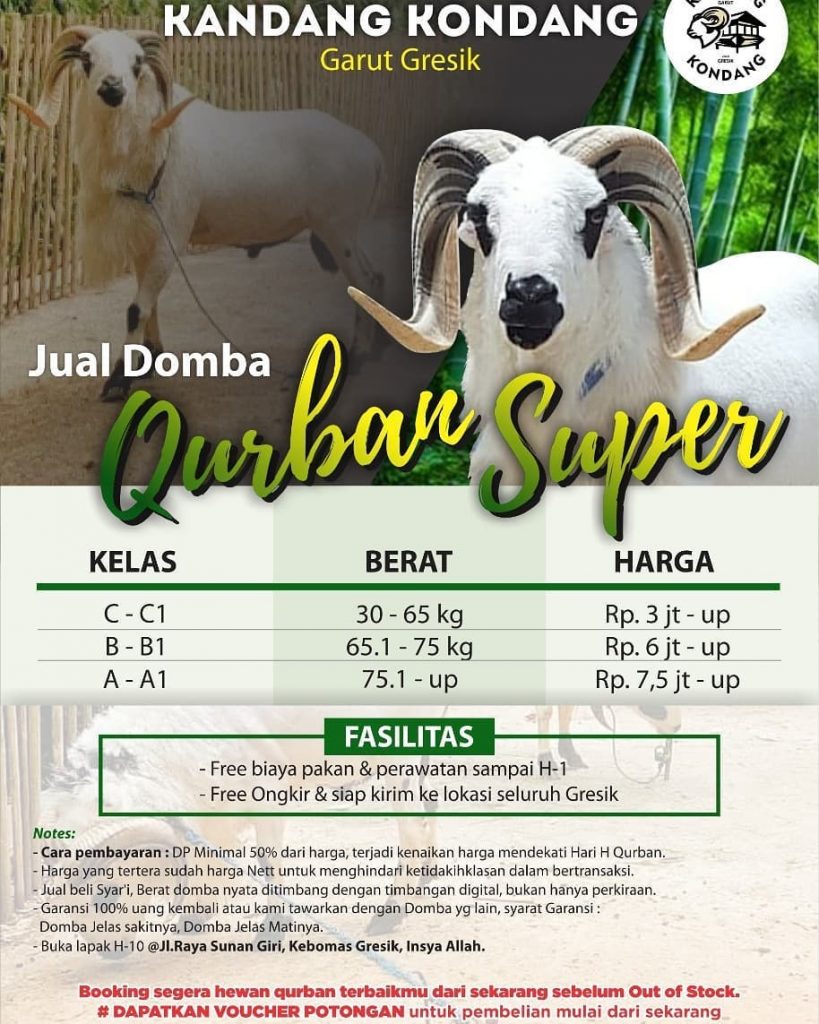 KANDANG KONDANG
Garut Gresik
GARUT
GRESIK
KONDANG
Jual Domba
Qurban Super
KELAS BERAT HARGA
C - C1 30 - 65 kg Rp. 3 jt - up
B - B1 65.1 - 75 kg Rp. 6 jt - up
A - A1 75.1 - up Rp. 7,5 jt - up
FASILITAS
- Free biaya pakan & perawatan sampai H-1
- Free Ongkir & siap kirim ke lokasi seluruh Gresik
Notes:
- Cara pembayaran : DP Minimal 50% dari harga, terjadi kenaikan harga mendekati Hari H Qurban.
- Harga yang tertera sudah harga Nett untuk menghindari ketidakihklasan dalam bertransaksi.
- Jual beli Syar'i, Berat domba nyata ditimbang dengan timbangan digital, bukan hanya perkiraan.
- Garansi 100% uang kembali atau kami tawarkan dengan Domba yg lain, syarat Garansi :
Domba Jelas sakitnya, Domba Jelas Matinya.
- Buka lapak H-10 @Jl.Raya Sunan Giri, Kebomas Gresik, Insya Allah.
Booking segera hewan qurban terbaikmu dari sekarang sebelum Out of Stock.
# DAPATKAN VOUCHER POTONGAN untuk pembelian mulai dari sekarang